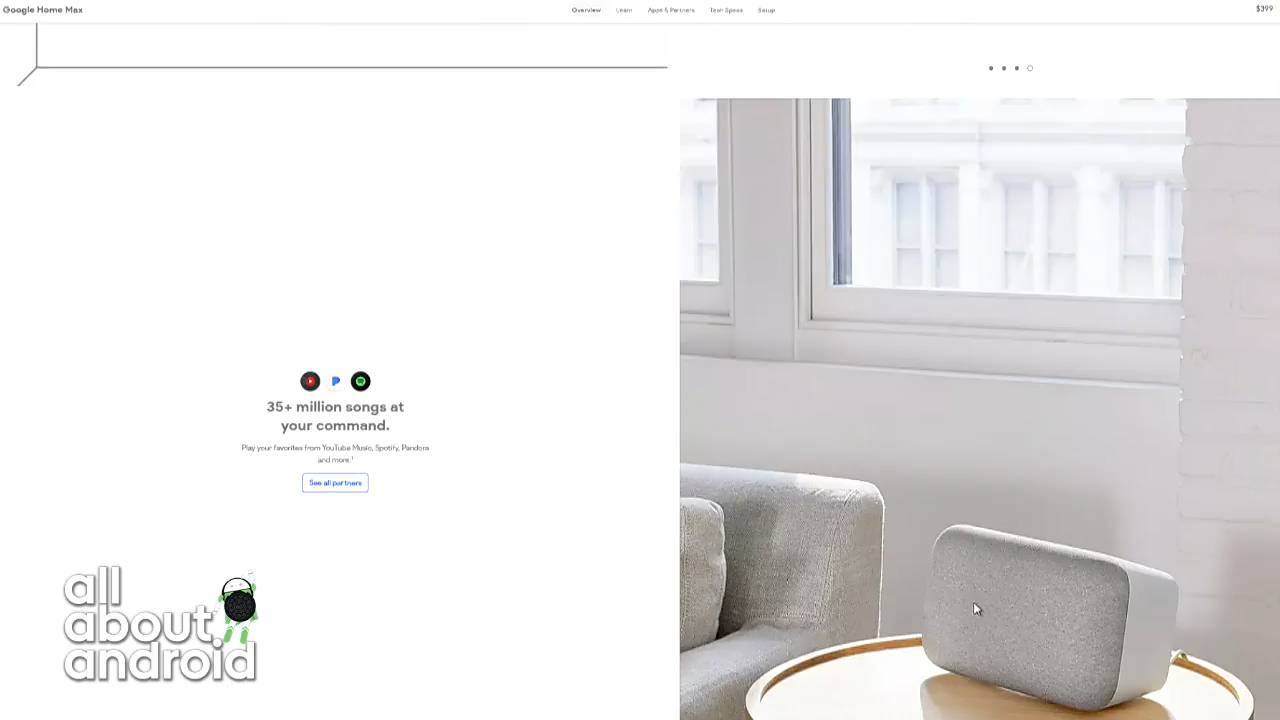 Google Home Max
Overview
Learn
Apps & Partners
Tech Specs
Setup
$399
35+ million songs at
your command.
Play your favorites from YouTube Music, Spotify, Pandora
and more.¹
See all partners
all
about
android